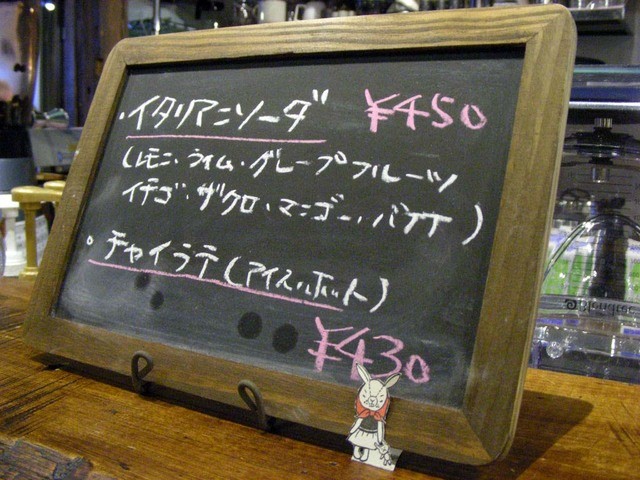 ・イタリアンソーダ ¥450
(レモン・ライム・グレープフルーツ
イチゴ・ザクロ・マンゴー・バナナ)
・チャイラテ(アイス・ホット)
¥430